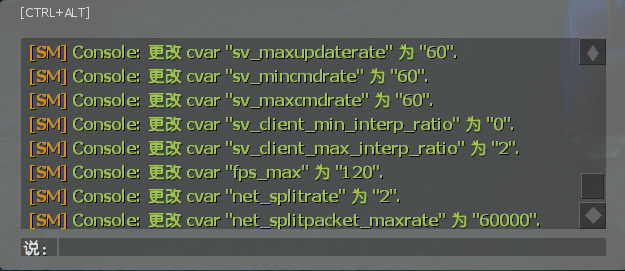 [CTRL+ALT]
[SM] Console: 更改 cvar "sv_maxupdaterate" 为 "60".
[SM] Console: 更改 cvar "sv_mincmdrate" 为 "60".
[SM] Console: 更改 cvar "sv_maxcmdrate" 为 "60".
[SM] Console: 更改 cvar "sv_client_min_interp_ratio" 为 "0".
[SM] Console: 更改 cvar "sv_client_max_interp_ratio" 为 "2".
[SM] Console: 更改 cvar "fps_max" 为 "120".
[SM] Console: 更改 cvar "net_splitrate" 为 "2".
[SM] Console: 更改 cvar "net_splitpacket_maxrate" 为 "60000".
说：